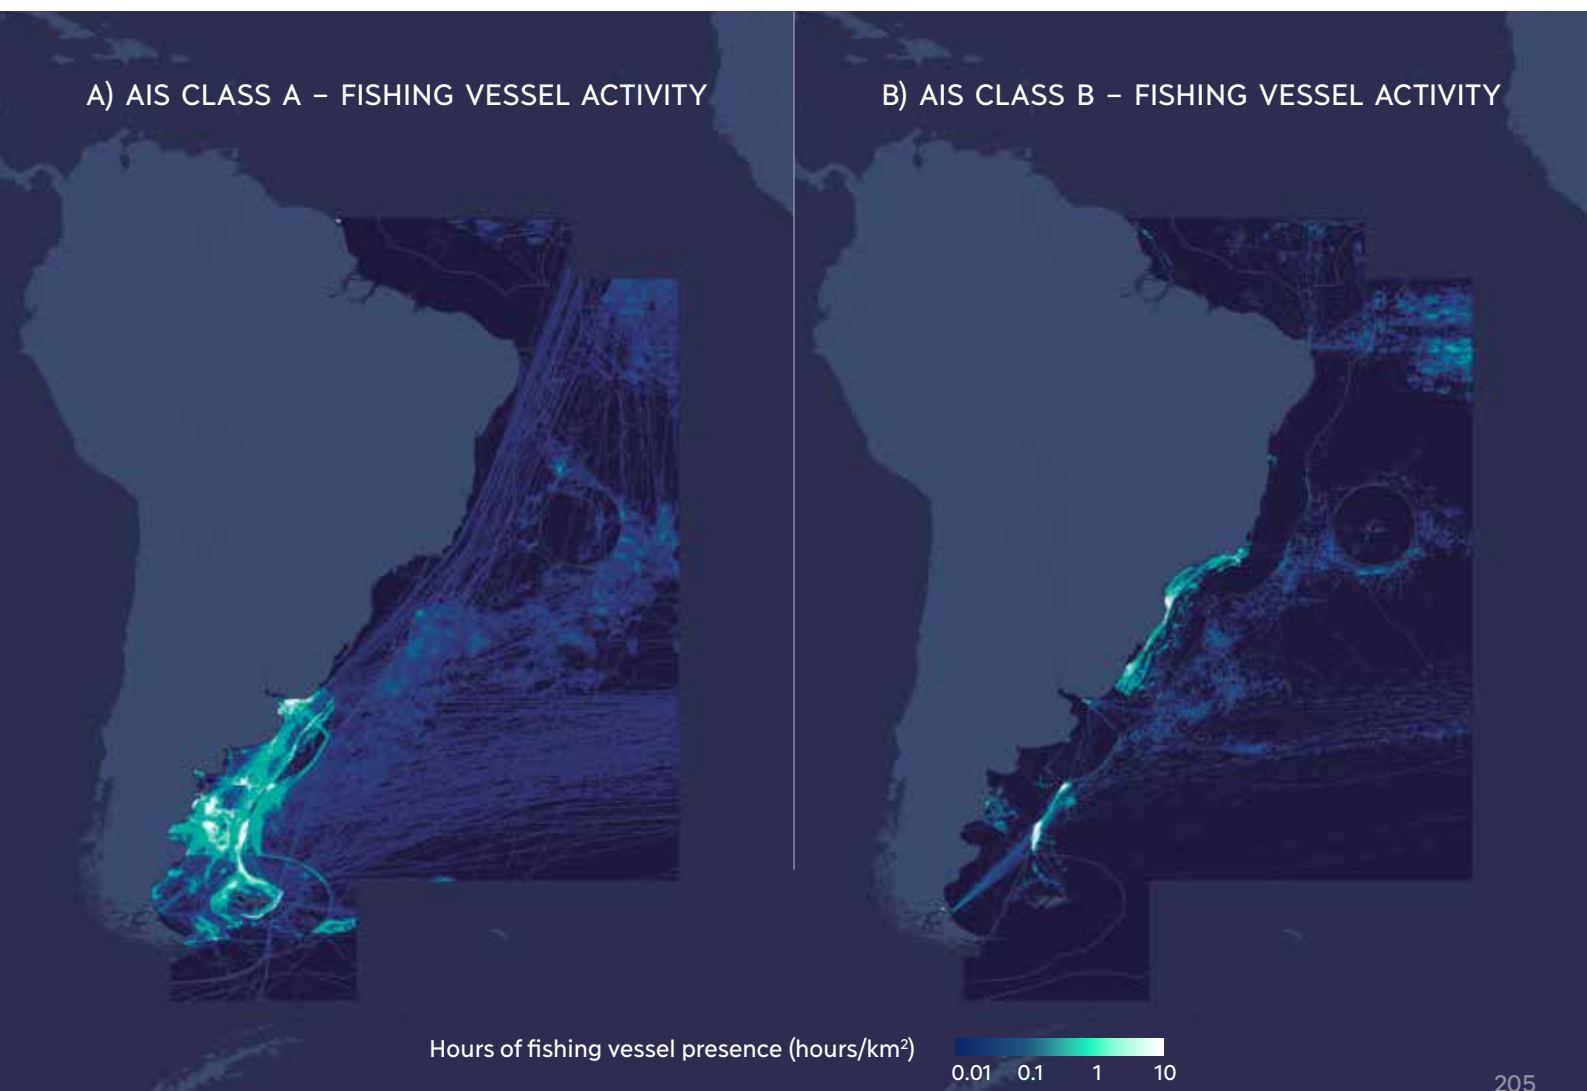 A) AIS CLASS A – FISHING VESSEL ACTIVITY
B) AIS CLASS B – FISHING VESSEL ACTIVITY
Hours of fishing vessel presence (hours/km²)
0.01 0.1 1 10
205